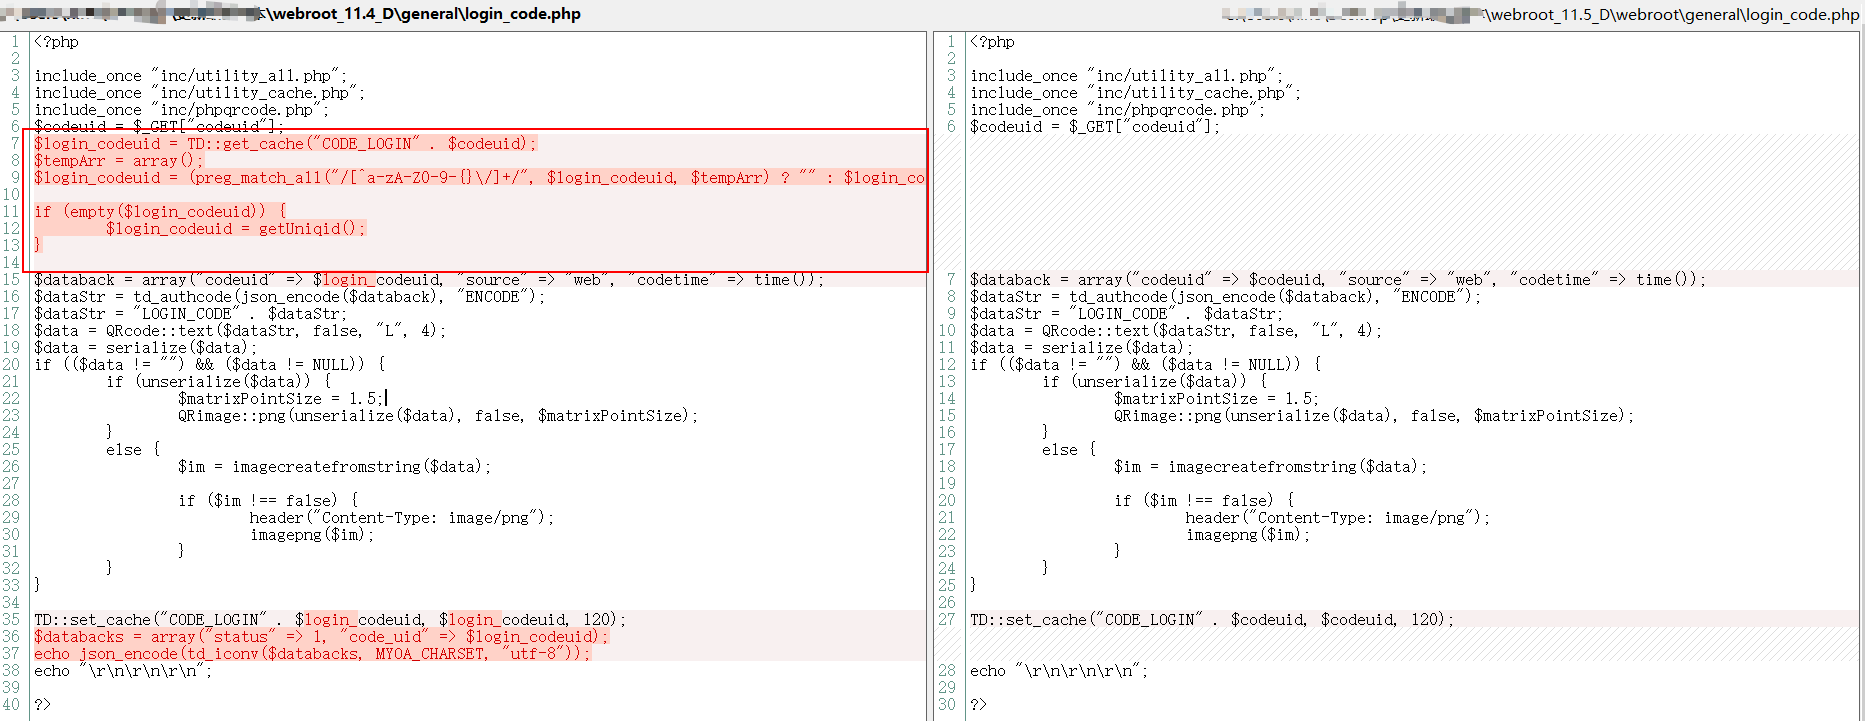 本\webroot_11.4_D\general\login_code.php
\webroot_11.5_D\webroot\general\login_code.php
1 <?php
2
3 include_once "inc/utility_all.php";
4 include_once "inc/utility_cache.php";
5 include_once "inc/phpqrcode.php";
6 $codeuid = $_GET["codeuid"];
7 $login_codeuid = TD::get_cache("CODE_LOGIN" . $codeuid);
8 $tempArr = array();
9 $login_codeuid = (preg_match_all("/[^a-zA-Z0-9-{}\/]+/", $login_codeuid, $tempArr) ? "" : $login_co
10
11 if (empty($login_codeuid)) {
12 $login_codeuid = getUniqid();
13 }
14
15 $databack = array("codeuid" => $login_codeuid, "source" => "web", "codetime" => time());
16 $dataStr = td_authcode(json_encode($databack), "ENCODE");
17 $dataStr = "LOGIN_CODE" . $dataStr;
18 $data = QRcode::text($dataStr, false, "L", 4);
19 $data = serialize($data);
20 if (($data != "") && ($data != NULL)) {
21 if (unserialize($data)) {
22 $matrixPointSize = 1.5;
23 QRimage::png(unserialize($data), false, $matrixPointSize);
24 }
25 else {
26 $im = imagecreatefromstring($data);
27
28 if ($im !== false) {
29 header("Content-Type: image/png");
30 imagepng($im);
31 }
32 }
33 }
34
35 TD::set_cache("CODE_LOGIN" . $login_codeuid, $login_codeuid, 120);
36 $databacks = array("status" => 1, "code_uid" => $login_codeuid);
37 echo json_encode(td_iconv($databacks, MYOA_CHARSET, "utf-8"));
38 echo "\r\n\r\n\r\n";
39
40 ?>
1 <?php
2
3 include_once "inc/utility_all.php";
4 include_once "inc/utility_cache.php";
5 include_once "inc/phpqrcode.php";
6 $codeuid = $_GET["codeuid"];
7 $databack = array("codeuid" => $codeuid, "source" => "web", "codetime" => time());
8 $dataStr = td_authcode(json_encode($databack), "ENCODE");
9 $dataStr = "LOGIN_CODE" . $dataStr;
10 $data = QRcode::text($dataStr, false, "L", 4);
11 $data = serialize($data);
12 if (($data != "") && ($data != NULL)) {
13 if (unserialize($data)) {
14 $matrixPointSize = 1.5;
15 QRimage::png(unserialize($data), false, $matrixPointSize);
16 }
17 else {
18 $im = imagecreatefromstring($data);
19
20 if ($im !== false) {
21 header("Content-Type: image/png");
22 imagepng($im);
23 }
24 }
25 }
26
27 TD::set_cache("CODE_LOGIN" . $codeuid, $codeuid, 120);
28 echo "\r\n\r\n\r\n";
29
30 ?>